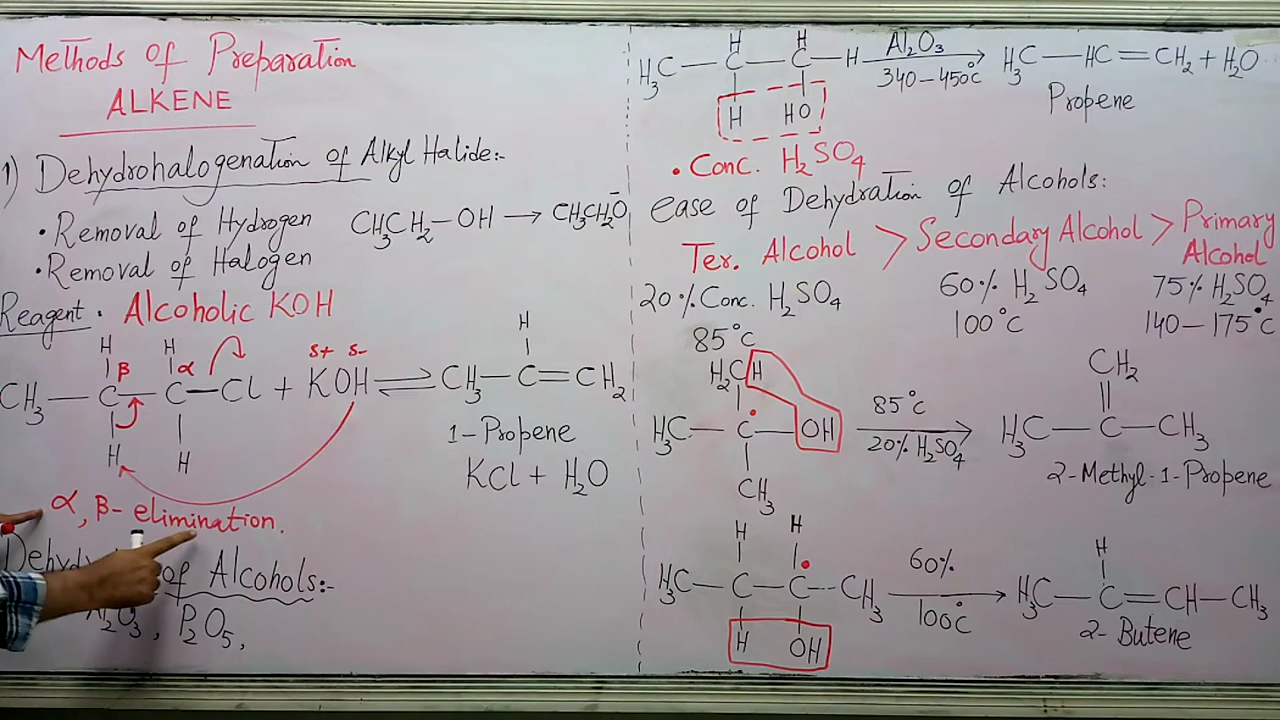 Methods of Preparation
ALKENE
1) Dehydrohalogenation of Alkyl Halide:-
• Removal of Hydrogen
• Removal of Halogen
CH3CH2–OH → CH3CH2O-
Reagent • Alcoholic KOH
H H
β α δ+ δ-
CH3 — C — C — Cl + KOH ⇌ CH3 — C = CH2
H
H H
1-Propene
KCl + H2O
α, β- elimination.
of Alcohols:-
Al2O3, P2O5,
H H
H3C — C — C — H Al2O3 → H3C — HC = CH2 + H2O
340–450°C
H HO
Propene
• Conc. H2SO4
ease of Dehydration of Alcohols:
Ter. Alcohol > Secondary Alcohol > Primary Alcohol
20% Conc. H2SO4
85°C
60% H2SO4
100°C
75% H2SO4
140–175°C
H2C H
H3C — C — OH 85°C → H3C — C — CH3
20% H2SO4
CH3
CH2
2-Methyl-1-Propene
H H
H3C — C — C — CH3 60% → H3C — C = CH — CH3
100°C
H OH
H
2-Butene